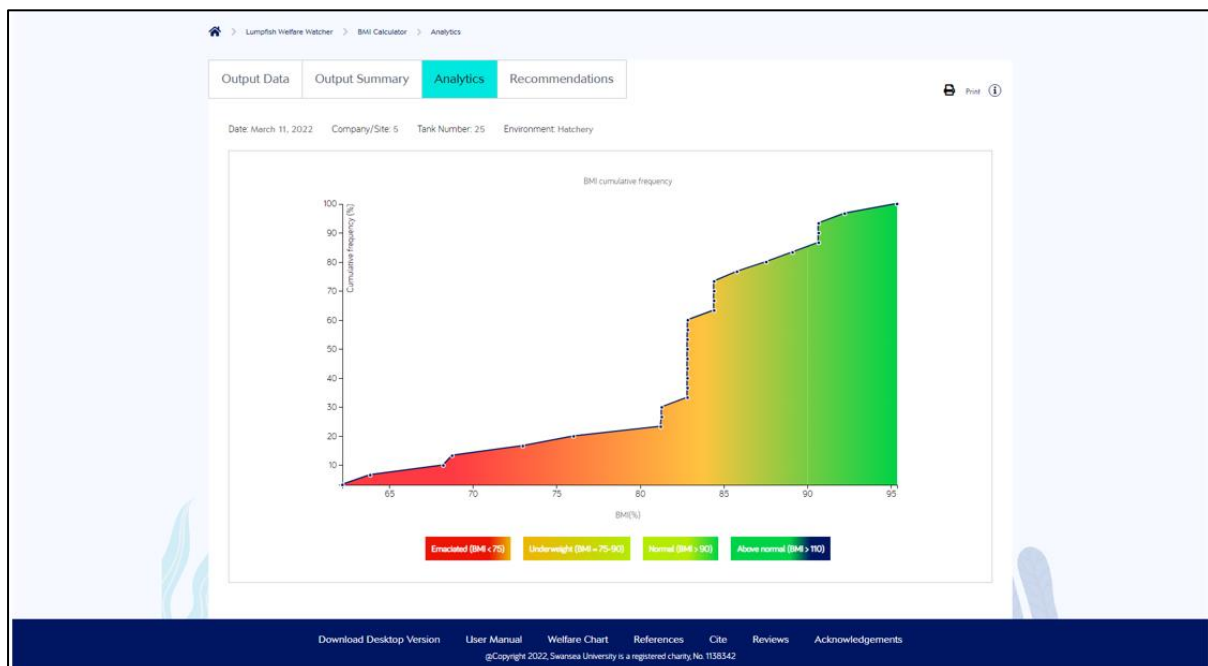 Lumpfish Welfare Watcher > BMI Calculator > Analytics
Output Data Output Summary Analytics Recommendations
Print
Date: March 11, 2022 Company/Site: 5 Tank Number: 25 Environment: Hatchery
BMI cumulative frequency
Cumulative frequency (%)
100
90
80
70
60
50
40
30
20
10
65 70 75 80 85 90 95
BMI(%)
Emaciated (BMI < 75) Underweight (BMI = 75-90) Normal (BMI > 90) Above normal (BMI > 110)
Download Desktop Version User Manual Welfare Chart References Cite Reviews Acknowledgements
@Copyright 2022, Swansea University is a registered charity, No. 1138342